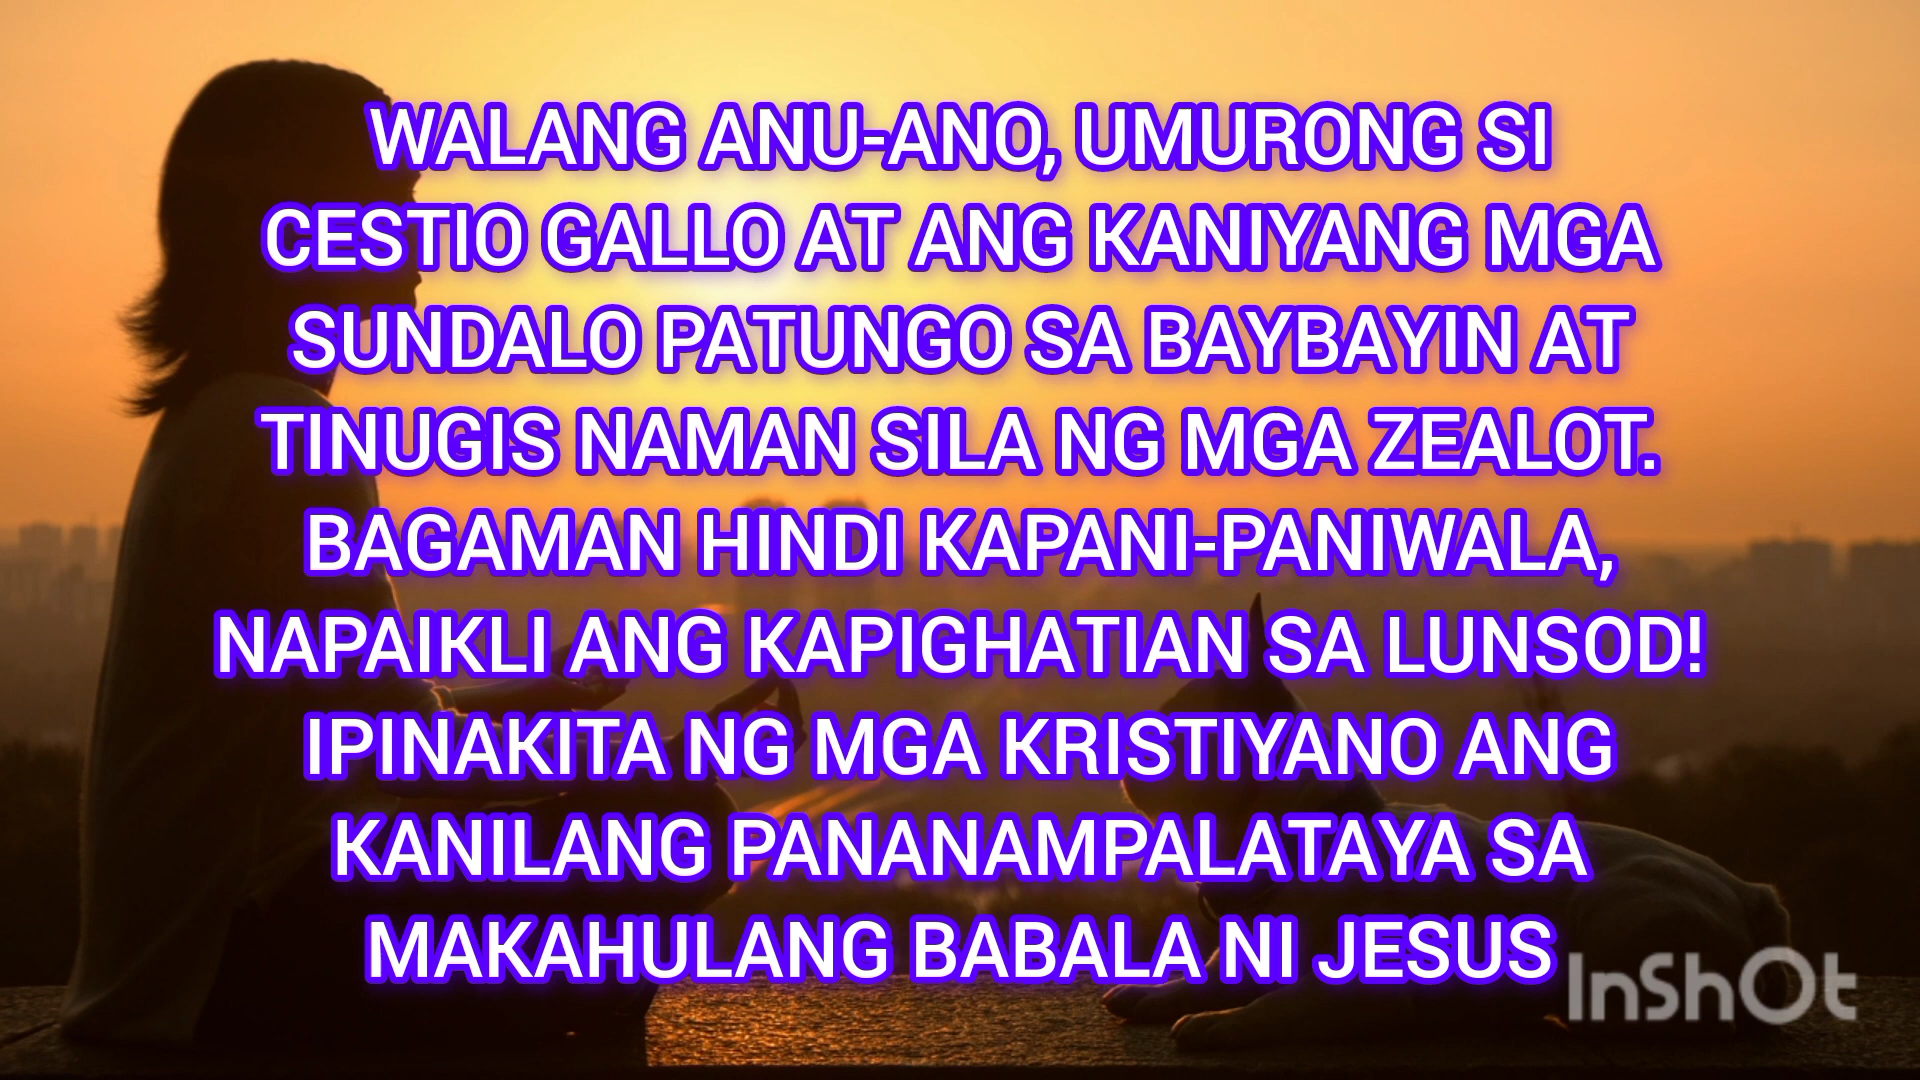 WALANG ANU-ANO, UMURONG SI
CESTIO GALLO AT ANG KANIYANG MGA
SUNDALO PATUNGO SA BAYBAYIN AT
TINUGIS NAMAN SILA NG MGA ZEALOT.
BAGAMAN HINDI KAPANI-PANIWALA,
NAPAIKLI ANG KAPIGHATIAN SA LUNSOD!
IPINAKITA NG MGA KRISTIYANO ANG
KANILANG PANANAMPALATAYA SA
MAKAHULANG BABALA NI JESUS
InShOt